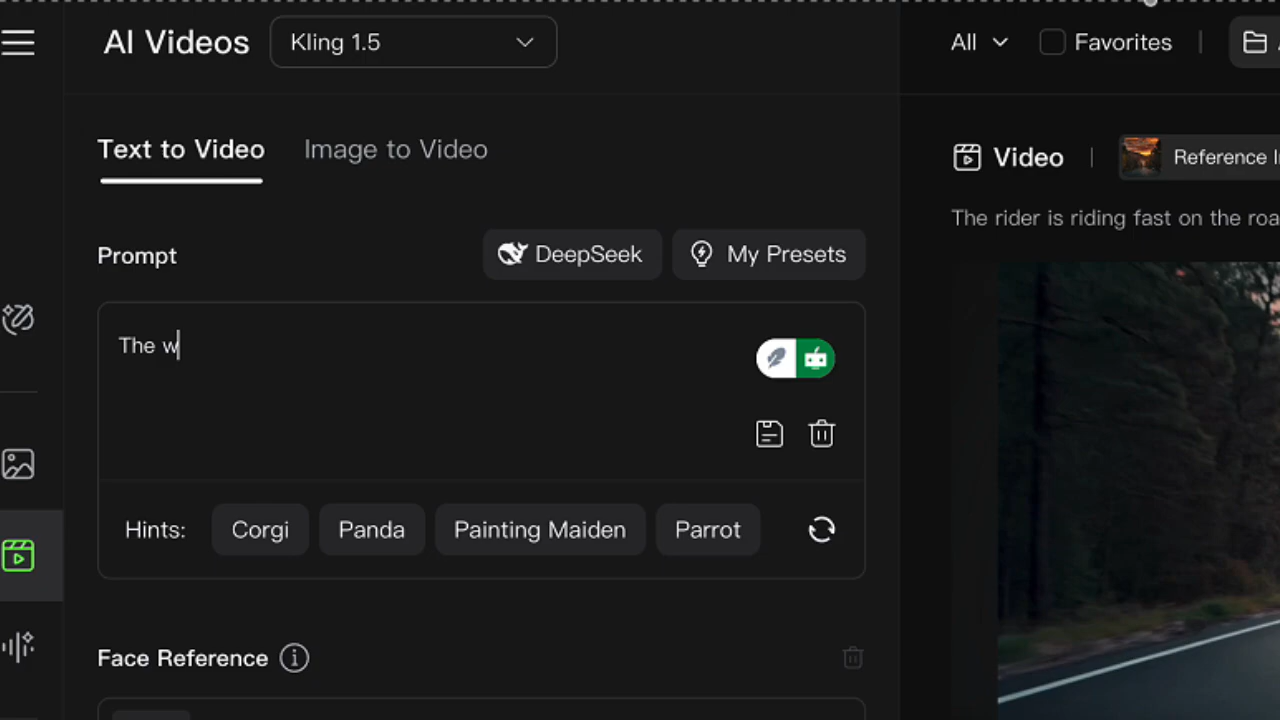 AI Videos
Kling 1.5
All
Favorites
Text to Video
Image to Video
Video
Reference
The rider is riding fast on the
Prompt
DeepSeek
My Presets
The w
Hints:
Corgi
Panda
Painting Maiden
Parrot
Face Reference